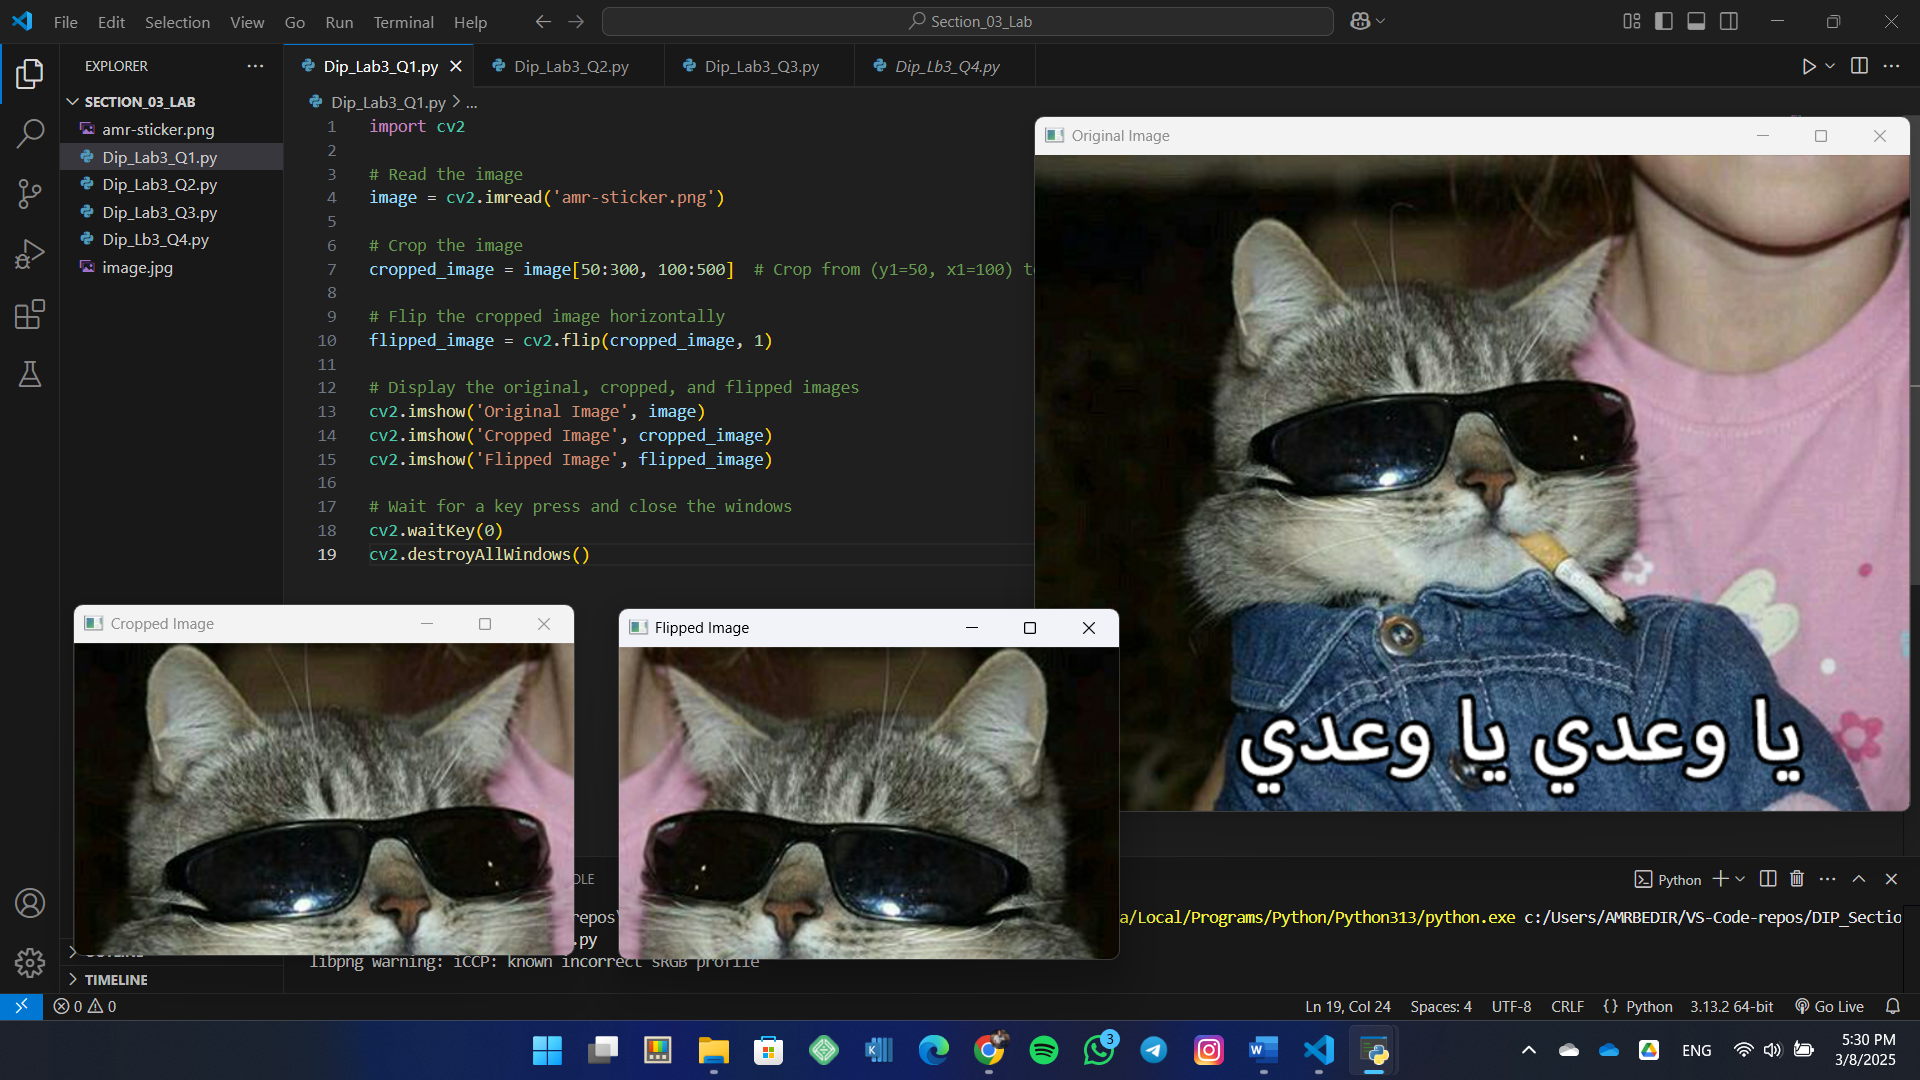 File Edit Selection View Go Run Terminal Help
Section_03_Lab
EXPLORER
SECTION_03_LAB
amr-sticker.png
Dip_Lab3_Q1.py
Dip_Lab3_Q2.py
Dip_Lab3_Q3.py
Dip_Lb3_Q4.py
image.jpg
TIMELINE
Dip_Lab3_Q1.py Dip_Lab3_Q2.py Dip_Lab3_Q3.py Dip_Lb3_Q4.py
Dip_Lab3_Q1.py > ...
1 import cv2
2
3 # Read the image
4 image = cv2.imread('amr-sticker.png')
5
6 # Crop the image
7 cropped_image = image[50:300, 100:500] # Crop from (y1=50, x1=100)
8
9 # Flip the cropped image horizontally
10 flipped_image = cv2.flip(cropped_image, 1)
11
12 # Display the original, cropped, and flipped images
13 cv2.imshow('Original Image', image)
14 cv2.imshow('Cropped Image', cropped_image)
15 cv2.imshow('Flipped Image', flipped_image)
16
17 # Wait for a key press and close the windows
18 cv2.waitKey(0)
19 cv2.destroyAllWindows()
Original Image
يا وعدي يا وعدي
Cropped Image
Flipped Image
Python
repos\
a/Local/Programs/Python/Python313/python.exe c:/Users/AMRBEDIR/VS-Code-repos/DIP_Sectio
.py
libpng warning: iCCP: known incorrect sRGB profile
0 0
Ln 19, Col 24 Spaces: 4 UTF-8 CRLF {} Python 3.13.2 64-bit Go Live
3
ENG
5:30 PM
3/8/2025